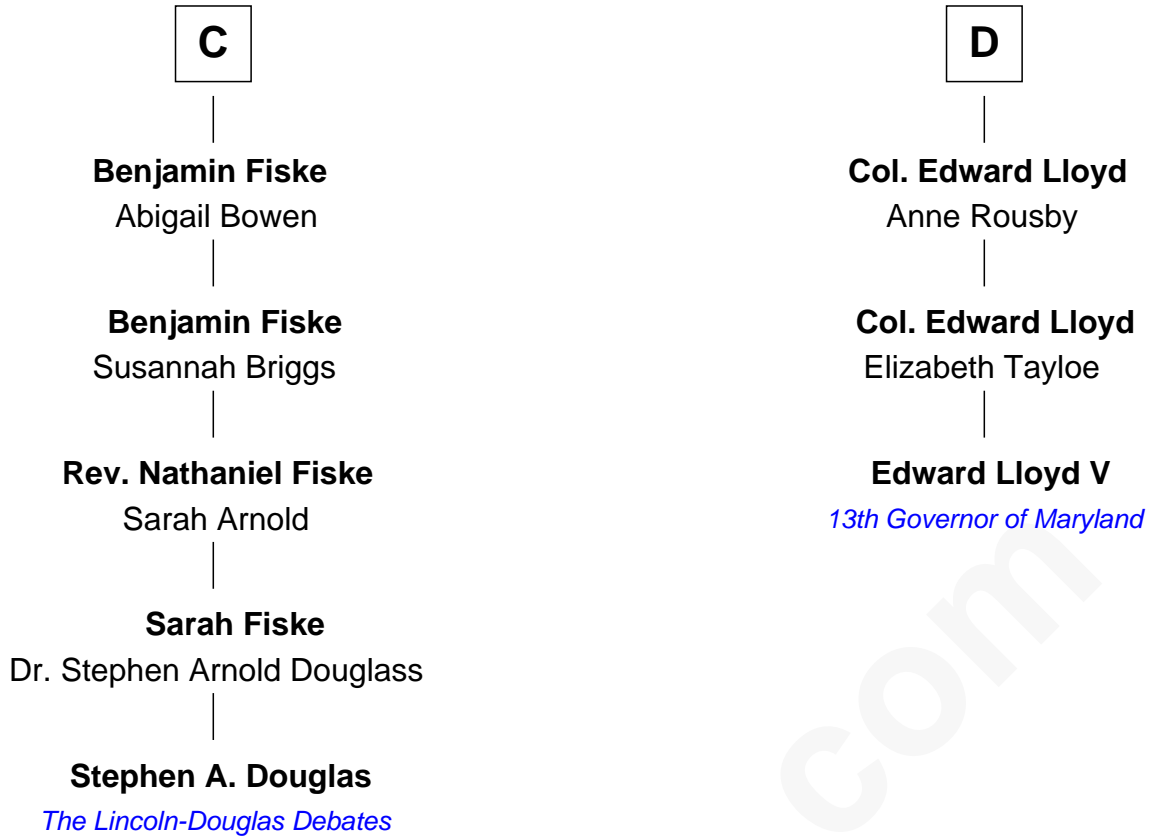 C
Benjamin Fiske
Abigail Bowen
Benjamin Fiske
Susannah Briggs
Rev. Nathaniel Fiske
Sarah Arnold
Sarah Fiske
Dr. Stephen Arnold Douglass
Stephen A. Douglas
The Lincoln-Douglas Debates
D
Col. Edward Lloyd
Anne Rousby
Col. Edward Lloyd
Elizabeth Tayloe
Edward Lloyd V
13th Governor of Maryland
com